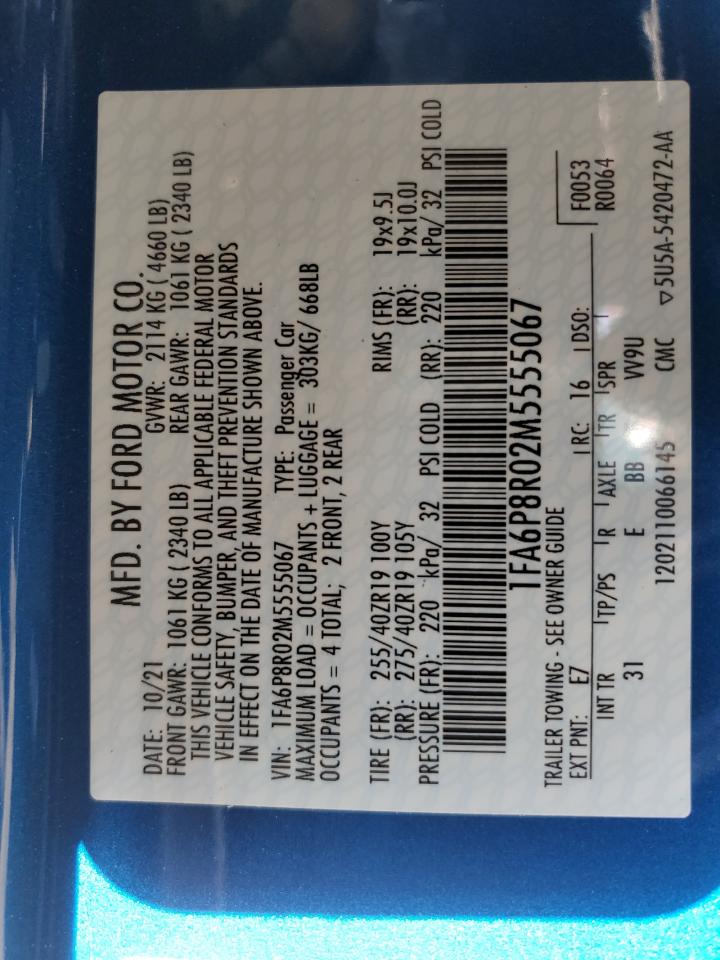 MFD. BY FORD MOTOR CO.
DATE: 10/21 GVWR: 2114 KG ( 4660 LB)
FRONT GAWR: 1061 KG ( 2340 LB) REAR GAWR: 1061 KG ( 2340 LB)
THIS VEHICLE CONFORMS TO ALL APPLICABLE FEDERAL MOTOR
VEHICLE SAFETY, BUMPER, AND THEFT PREVENTION STANDARDS
IN EFFECT ON THE DATE OF MANUFACTURE SHOWN ABOVE.
VIN: 1FA6P8R02M5555067 TYPE: Passenger Car
MAXIMUM LOAD = OCCUPANTS + LUGGAGE = 303KG/ 668LB
OCCUPANTS = 4 TOTAL; 2 FRONT, 2 REAR
TIRE (FR): 255/40ZR19 100Y RIMS (FR): 19x9.5J
(RR): 275/40ZR19 105Y (RR): 19x10.0J
PRESSURE (FR): 220 kPa/ 32 PSI COLD (RR): 220 kPa/ 32 PSI COLD
1FA6P8R02M5555067
TRAILER TOWING - SEE OWNER GUIDE
EXT PNT: E7 RC: 16 DSO: F0053
R0064
INT TR TP/PS R AXLE TR SPR
31 E BB VV9U
1202110066145 CMC ▽5U5A-5420472-AA